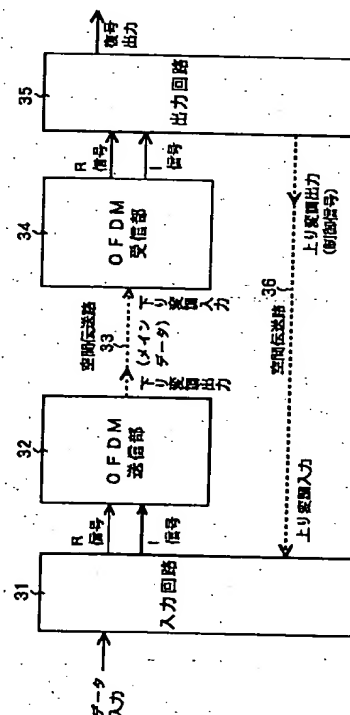 データ
入力
31
入力回路
R
信号
I
信号
32
OFDM
送信部
下り変調出力
空間伝送路
33
(メイン
データ)
下り変調入力
34
OFDM
受信部
R
信号
I
信号
35
出力回路
復号
出力
上り変調出力
(制御信号)
空間伝送路
36
上り変調入力